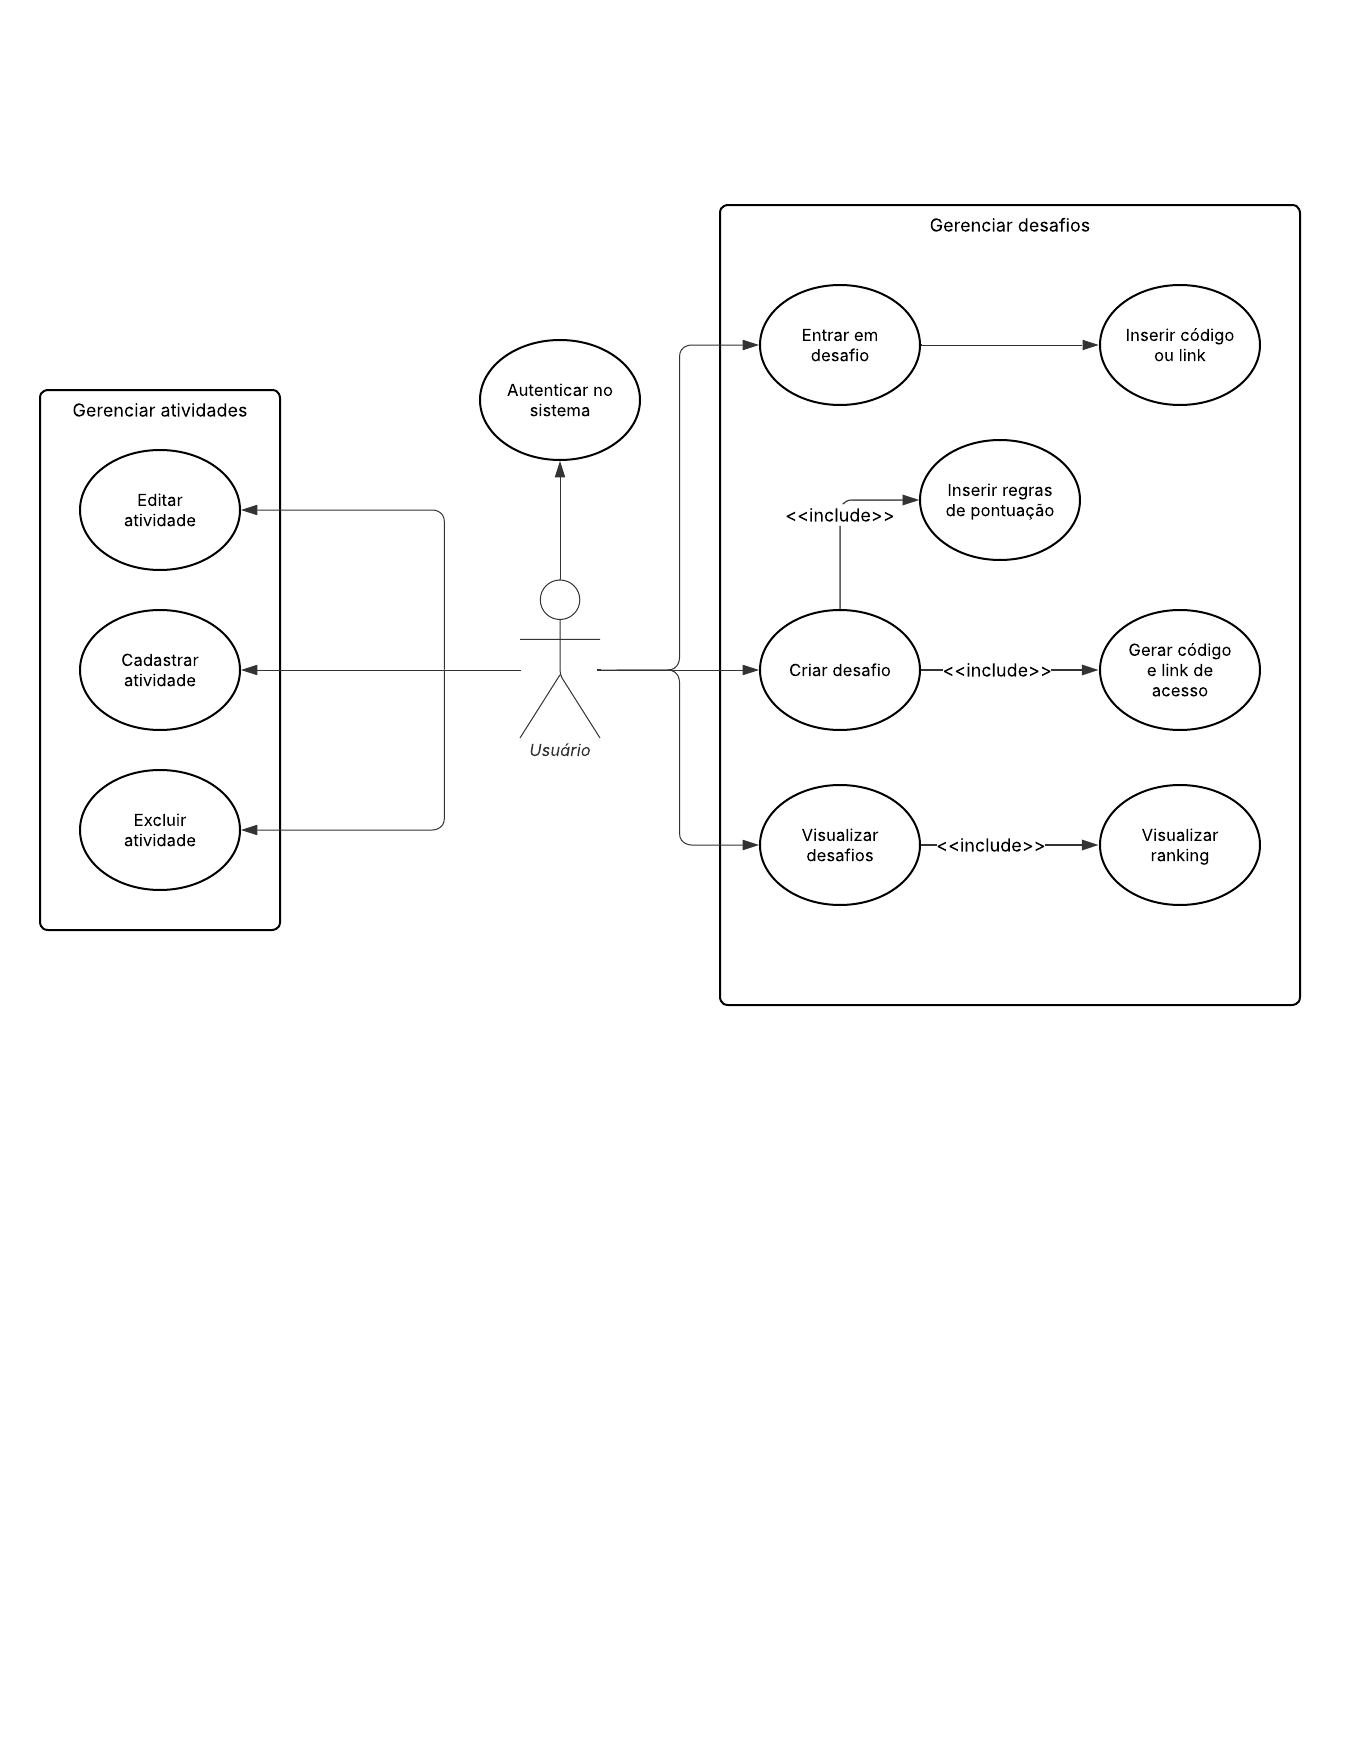 Gerenciar desafios
Entrar em
desafio
Inserir código
ou link
Autenticar no
sistema
Gerenciar atividades
Editar
atividade
Inserir regras
de pontuação
<<include>>
Cadastrar
atividade
Criar desafio
<<include>>
Gerar código
e link de
acesso
Usuário
Excluir
atividade
Visualizar
desafios
<<include>>
Visualizar
ranking